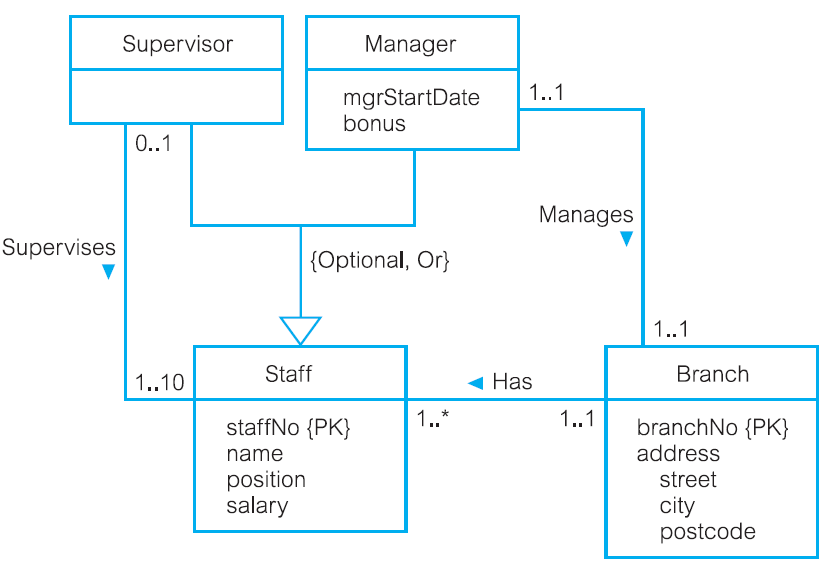 Supervisor
Manager
mgrStartDate
bonus
1..1
0..1
Manages
Supervises
{Optional, Or}
1..1
1..10
Staff
Has
Branch
1..*
1..1
staffNo {PK}
name
position
salary
branchNo {PK}
address
street
city
postcode